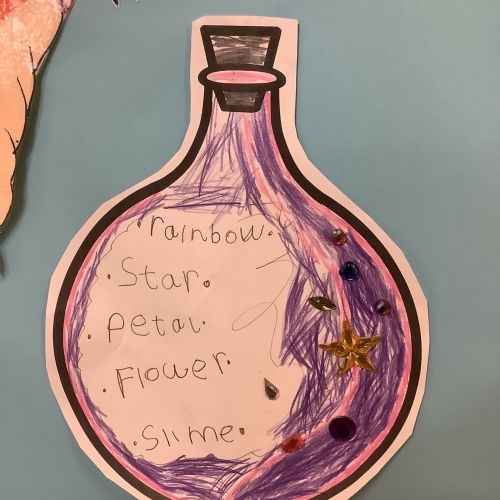 · rainbow.
· Star.
· Petal.
· Flower.
· Slime.